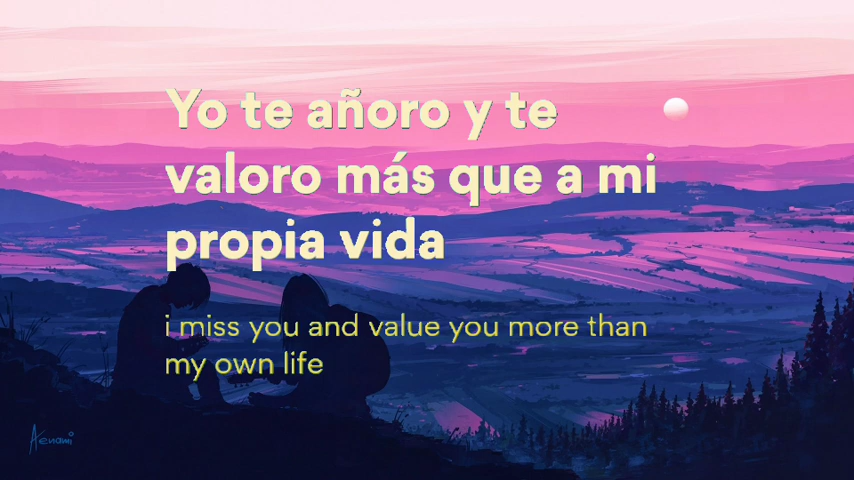 Yo te añoro y te
valoro más que a mi
propia vida
i miss you and value you more than
my own life
Aenami